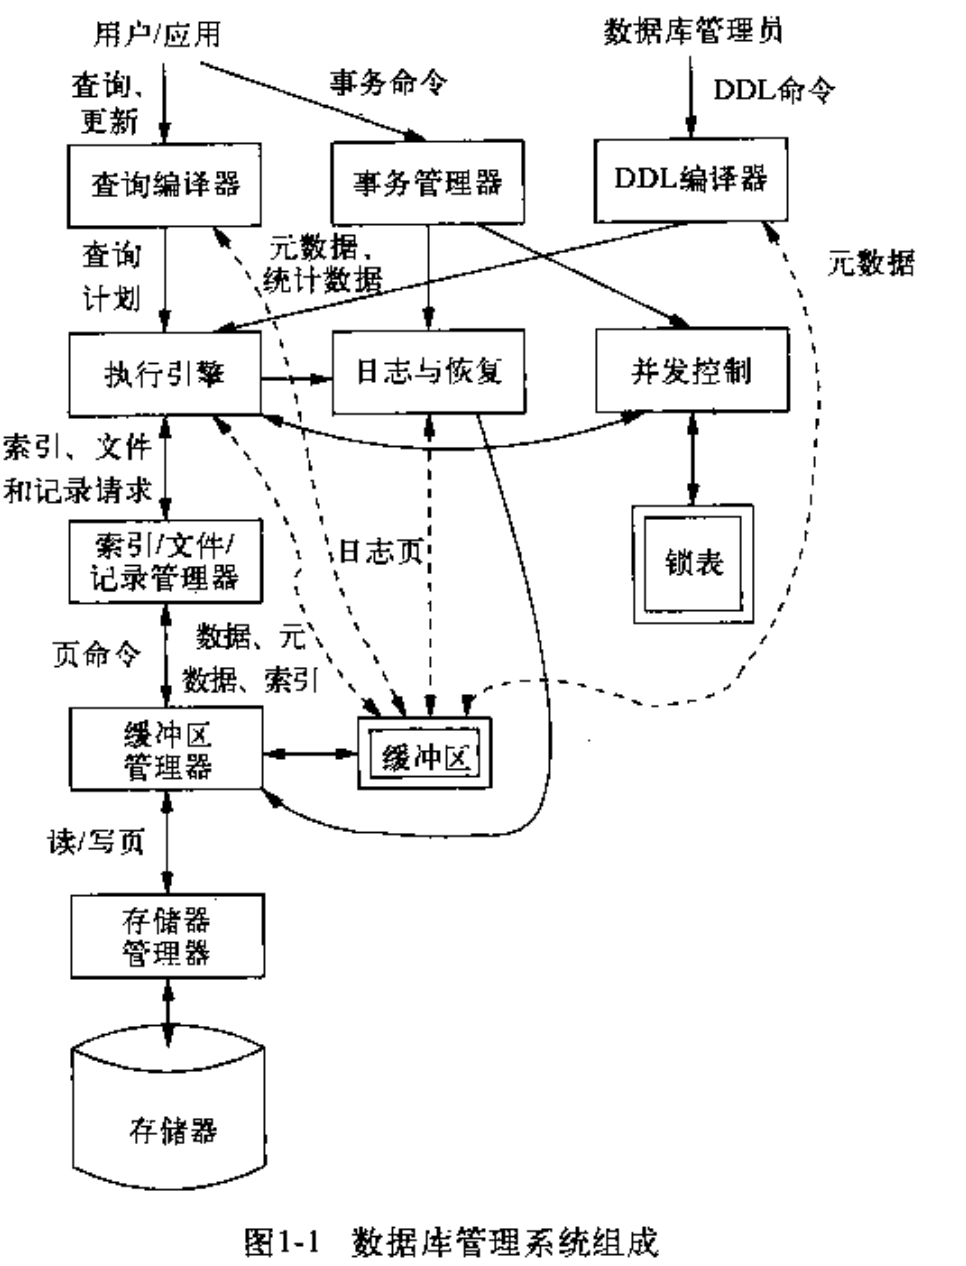 用户/应用
数据库管理员
查询、
更新
事务命令
DDL命令
查询编译器
事务管理器
DDL编译器
查询
计划
元数据、
统计数据
元数据
执行引擎
日志与恢复
并发控制
索引、文件
和记录请求
索引/文件/
记录管理器
日志页
锁表
页命令
数据、元
数据、索引
缓冲区
管理器
缓冲区
读/写页
存储器
管理器
存储器
图1-1 数据库管理系统组成